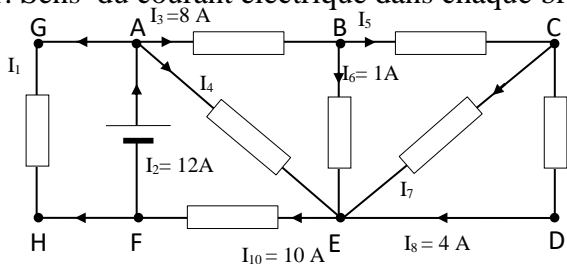 Sens du courant électrique dans chaque
I₃ =8 A
I₅
G
A
B
C
I₁
I₄
I₆= 1A
I₂= 12A
I₇
H
F
E
D
I₁₀ = 10 A
I₈ = 4 A